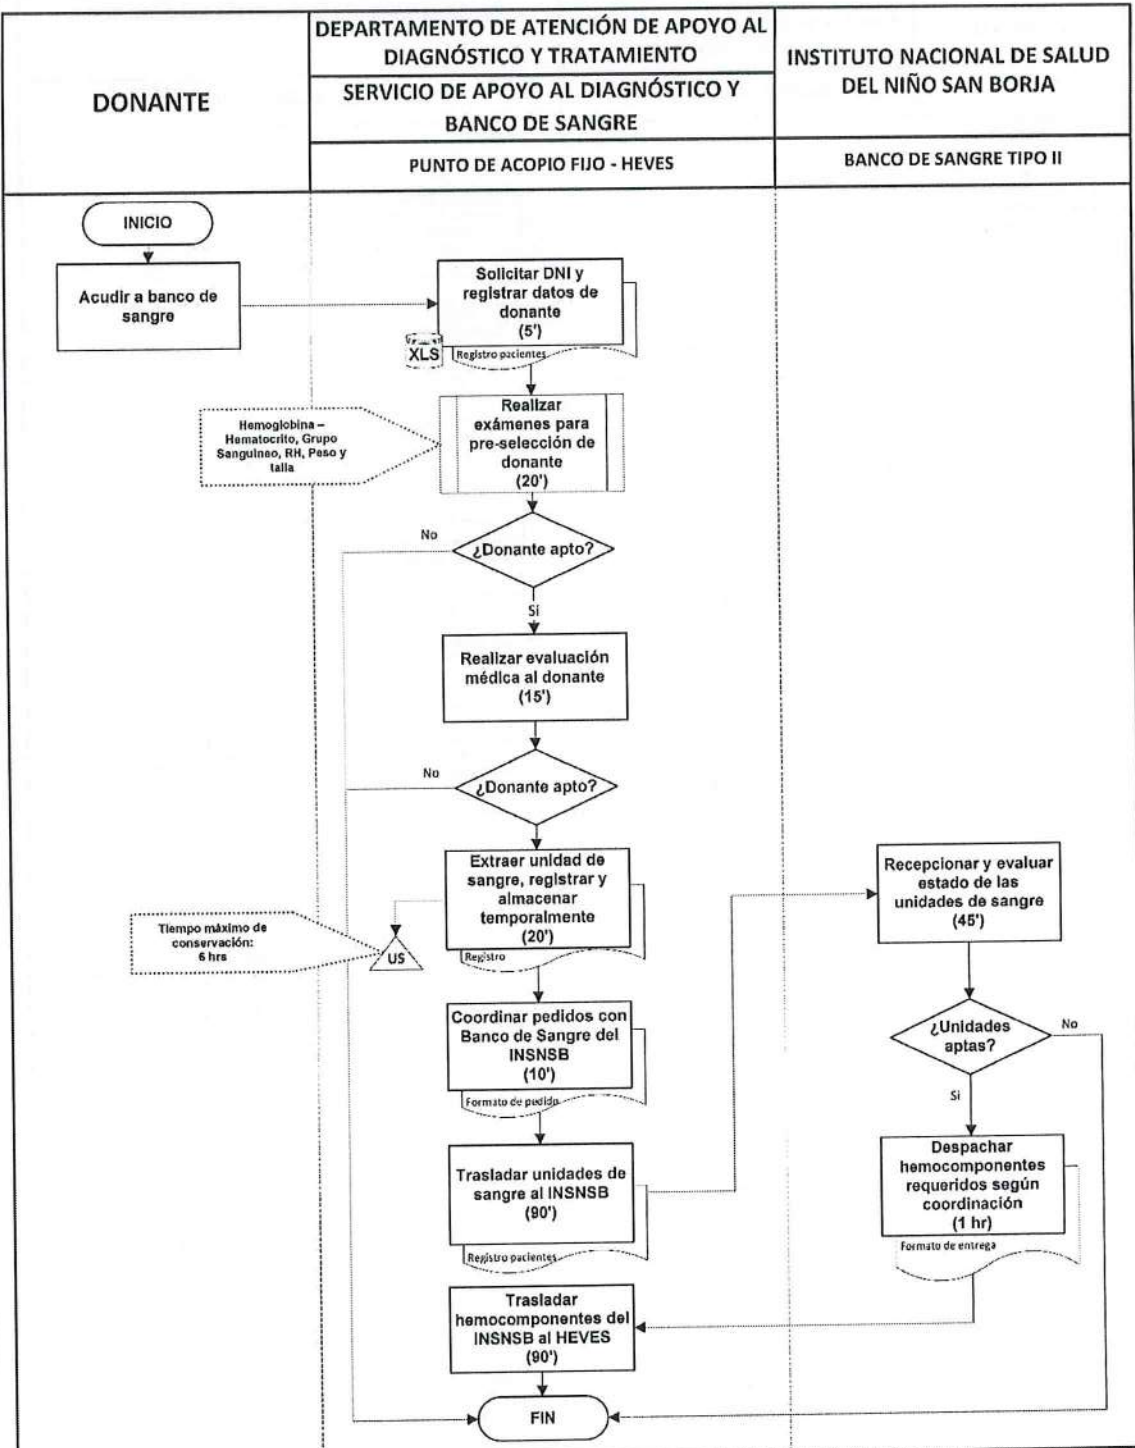 DONANTE
DEPARTAMENTO DE ATENCIÓN DE APOYO AL
DIAGNÓSTICO Y TRATAMIENTO
SERVICIO DE APOYO AL DIAGNÓSTICO Y
BANCO DE SANGRE
PUNTO DE ACOPIO FIJO - HEVES
INSTITUTO NACIONAL DE SALUD
DEL NIÑO SAN BORJA
BANCO DE SANGRE TIPO II
INICIO
Acudir a banco de
sangre
Solicitar DNI y
registrar datos de
donante
(5')
XLS
Registro pacientes
Hemoglobina –
Hematocrito, Grupo
Sanguineo, RH, Peso y
talla
Realizar
exámenes para
pre-selección de
donante
(20')
No
¿Donante apto?
Sí
Realizar evaluación
médica al donante
(15')
No
¿Donante apto?
Extraer unidad de
sangre, registrar y
almacenar
temporalmente
(20')
Registro
Tiempo máximo de
conservación:
6 hrs
US
Coordinar pedidos con
Banco de Sangre del
INSNSB
(10')
Formato de pedido
Trasladar unidades de
sangre al INSNSB
(90')
Registro pacientes
Recepcionar y evaluar
estado de las
unidades de sangre
(45')
¿Unidades
aptas?
No
Si
Despachar
hemocomponentes
requeridos según
coordinación
(1 hr)
Formato de entrega
Trasladar
hemocomponentes del
INSNSB al HEVES
(90')
FIN